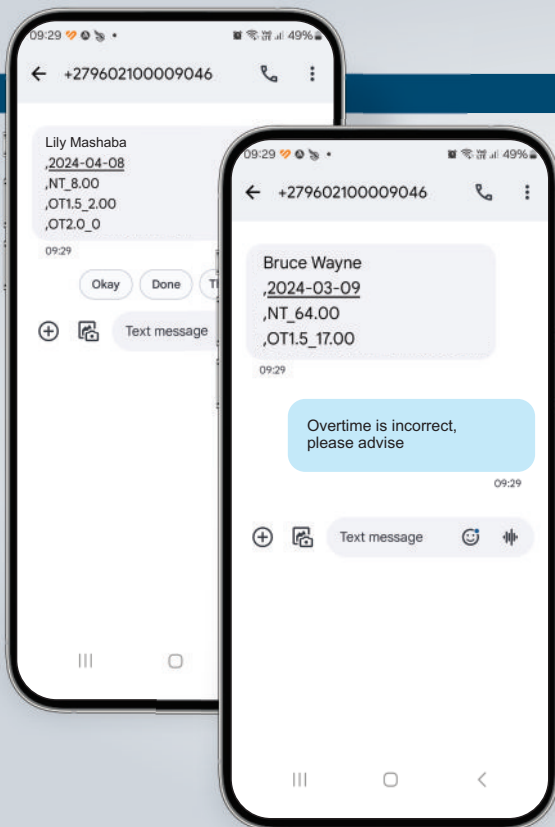 09:29
49%
+279602100009046
Lily Mashaba
,2024-04-08
,NT_8.00
,OT1.5_2.00
,OT2.0_0
09:29
Okay
Done
Text message
09:29
49%
+279602100009046
Bruce Wayne
,2024-03-09
,NT_64.00
,OT1.5_17.00
09:29
Overtime is incorrect,
please advise
09:29
Text message